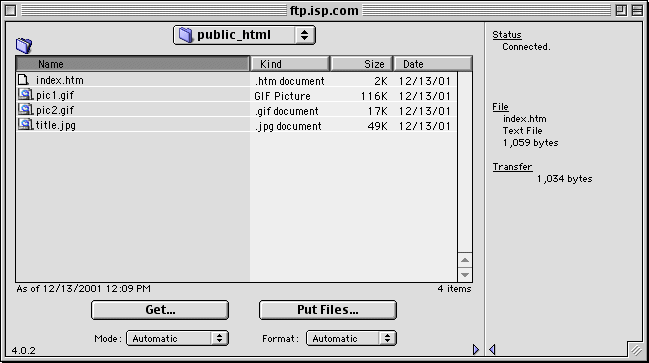 ftp.isp.com
public_html
Name Kind Size Date
index.htm .htm document 2K 12/13/01
pic1.gif GIF Picture 116K 12/13/01
pic2.gif .gif document 17K 12/13/01
title.jpg .jpg document 49K 12/13/01
As of 12/13/2001 12:09 PM 4 items
Get... Put Files...
Mode: Automatic Format: Automatic
4.0.2
Status
Connected.
File
index.htm
Text File
1,059 bytes
Transfer
1,034 bytes